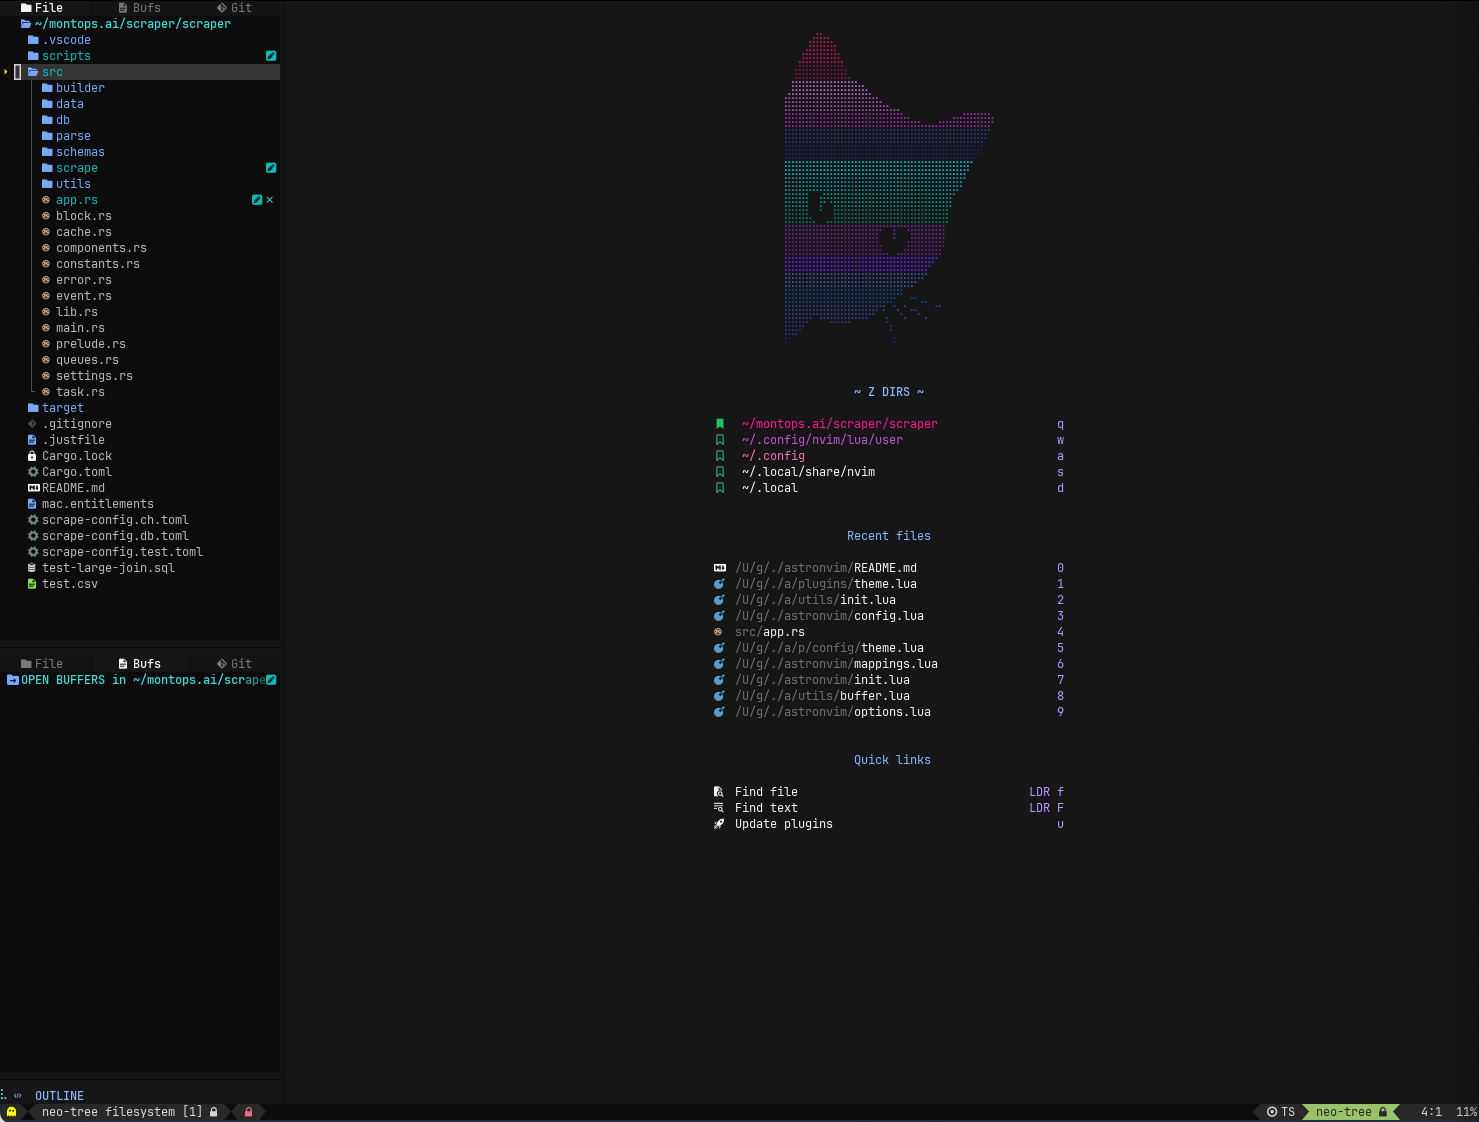 File Bufs Git
~/montops.ai/scraper/scraper
.vscode
scripts
src
builder
data
db
parse
schemas
scrape
utils
app.rs
block.rs
cache.rs
components.rs
constants.rs
error.rs
event.rs
lib.rs
main.rs
prelude.rs
queues.rs
settings.rs
task.rs
target
.gitignore
.justfile
Cargo.lock
Cargo.toml
README.md
mac.entitlements
scrape-config.ch.toml
scrape-config.db.toml
scrape-config.test.toml
test-large-join.sql
test.csv
File Bufs Git
OPEN BUFFERS in ~/montops.ai/scrape
OUTLINE
~ Z DIRS ~
~/montops.ai/scraper/scraper q
~/.config/nvim/lua/user w
~/.config a
~/.local/share/nvim s
~/.local d
Recent files
/U/g/./astronvim/README.md 0
/U/g/./a/plugins/theme.lua 1
/U/g/./a/utils/init.lua 2
/U/g/./astronvim/config.lua 3
src/app.rs 4
/U/g/./a/p/config/theme.lua 5
/U/g/./astronvim/mappings.lua 6
/U/g/./astronvim/init.lua 7
/U/g/./a/utils/buffer.lua 8
/U/g/./astronvim/options.lua 9
Quick links
Find file LDR f
Find text LDR F
Update plugins u
neo-tree filesystem [1] TS neo-tree 4:1 11%